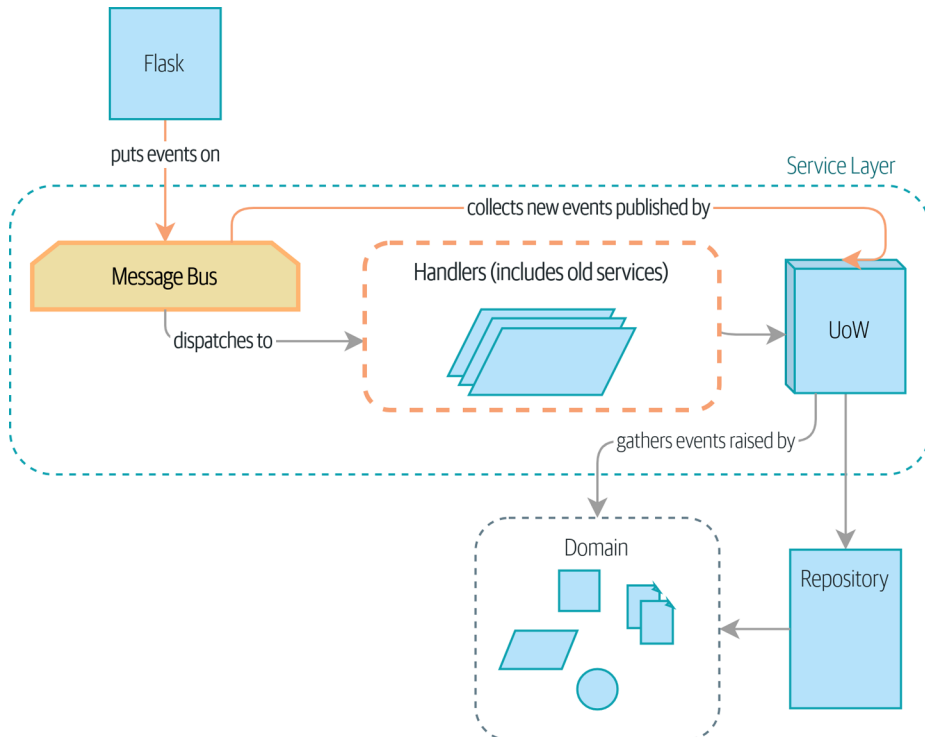 Flask
puts events on
Service Layer
collects new events published by
Message Bus
Handlers (includes old services)
UoW
dispatches to
gathers events raised by
Domain
Repository